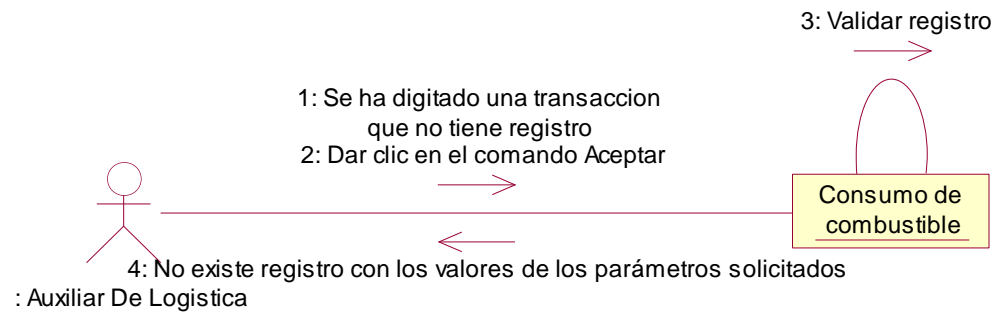 3: Validar registro
1: Se ha digitado una transaccion
que no tiene registro
2: Dar clic en el comando Aceptar
Consumo de
combustible
4: No existe registro con los valores de los parámetros solicitados
: Auxiliar De Logistica